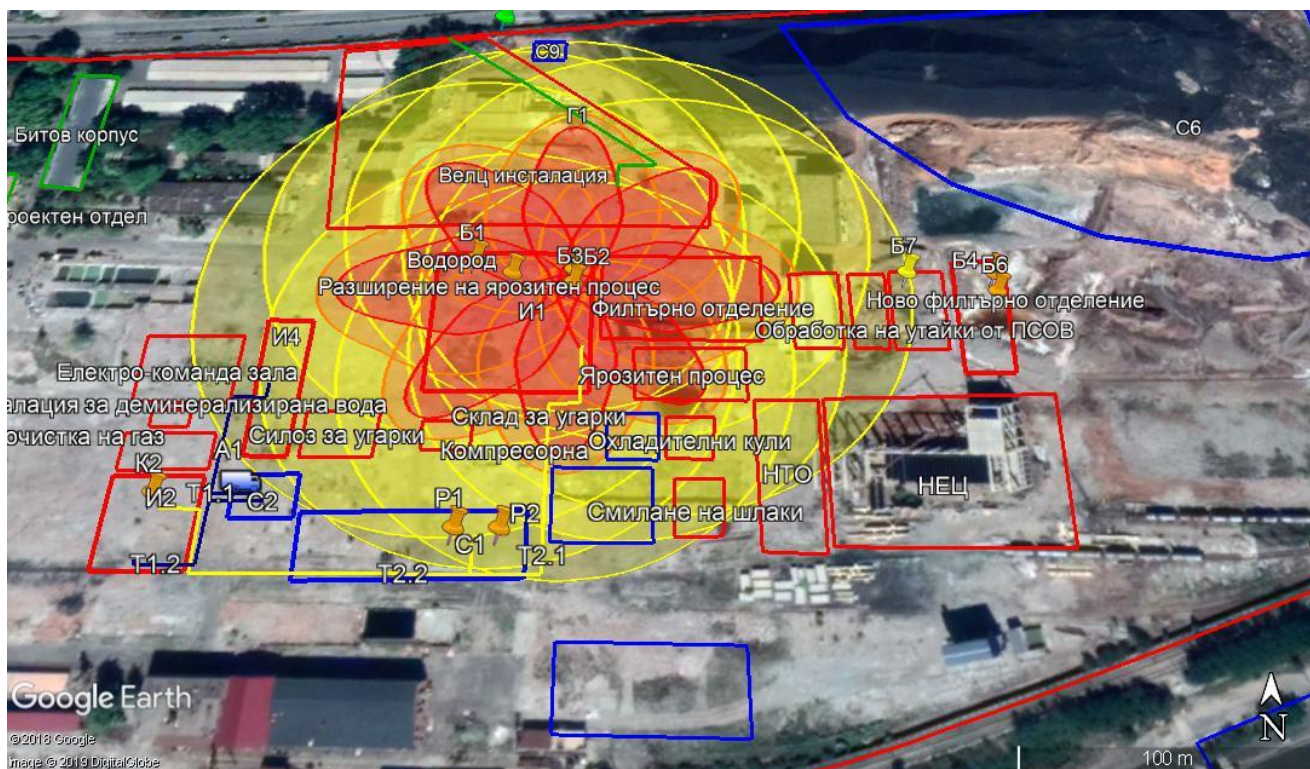 С9
Г1
С6
Битов корпус
Велц инсталация
роектен отдел
Б1
Б7
Водород
Б3
Б2
Б4
Б6
Разширение на ярозитен процес
Ново филтърно отделение
И1
Филтърно отделение
Обработка на утайки от ПСОВ
И4
Електро-команда зала
Ярозитен процес
алация за деминерализирана вода
Склад за угарки
очистка на газ
Силоз за угарки
Охладителни кули
Компресорна
А1
К2
НТО
НЕЦ
И2
Т1.1
С2
Р1
Р2
Смилане на шлаки
С1
Т2.1
Т1.2
Т2.2
Google Earth
© 2018 Google
Image © 2019 DigitalGlobe
100 m
N